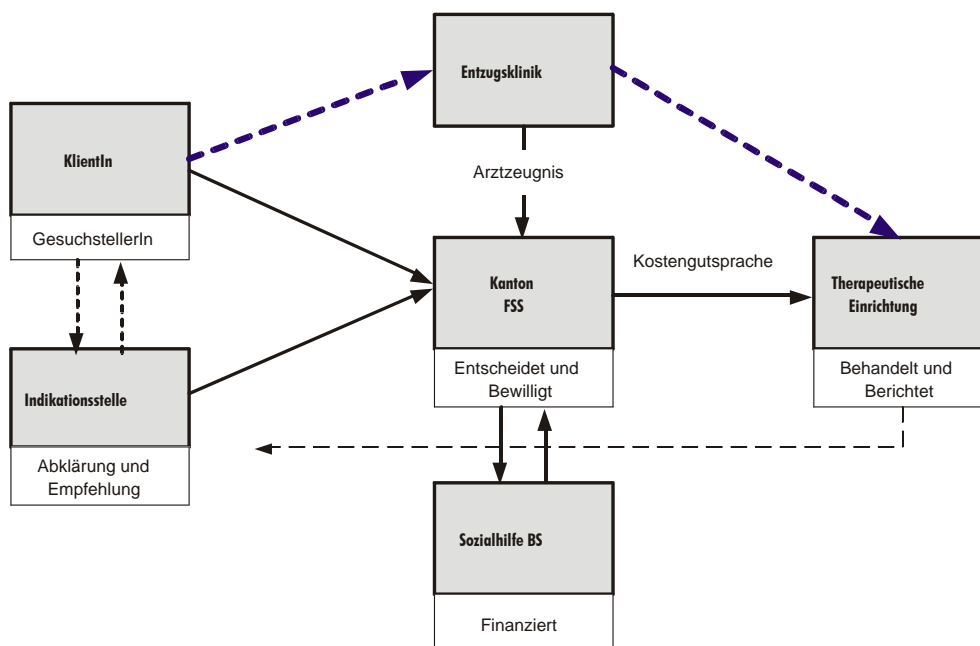 Entzugsklinik
KlientIn
GesuchstellerIn
Arztzeugnis
Kanton
FSS
Entscheidet und
Bewilligt
Kostengutsprache
Therapeutische
Einrichtung
Behandelt und
Berichtet
Indikationsstelle
Abklärung und
Empfehlung
Sozialhilfe BS
Finanziert